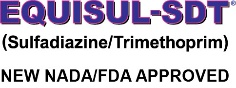 EQUISUL-SDT®
(Sulfadiazine/Trimethoprim)
NEW NADA/FDA APPROVED